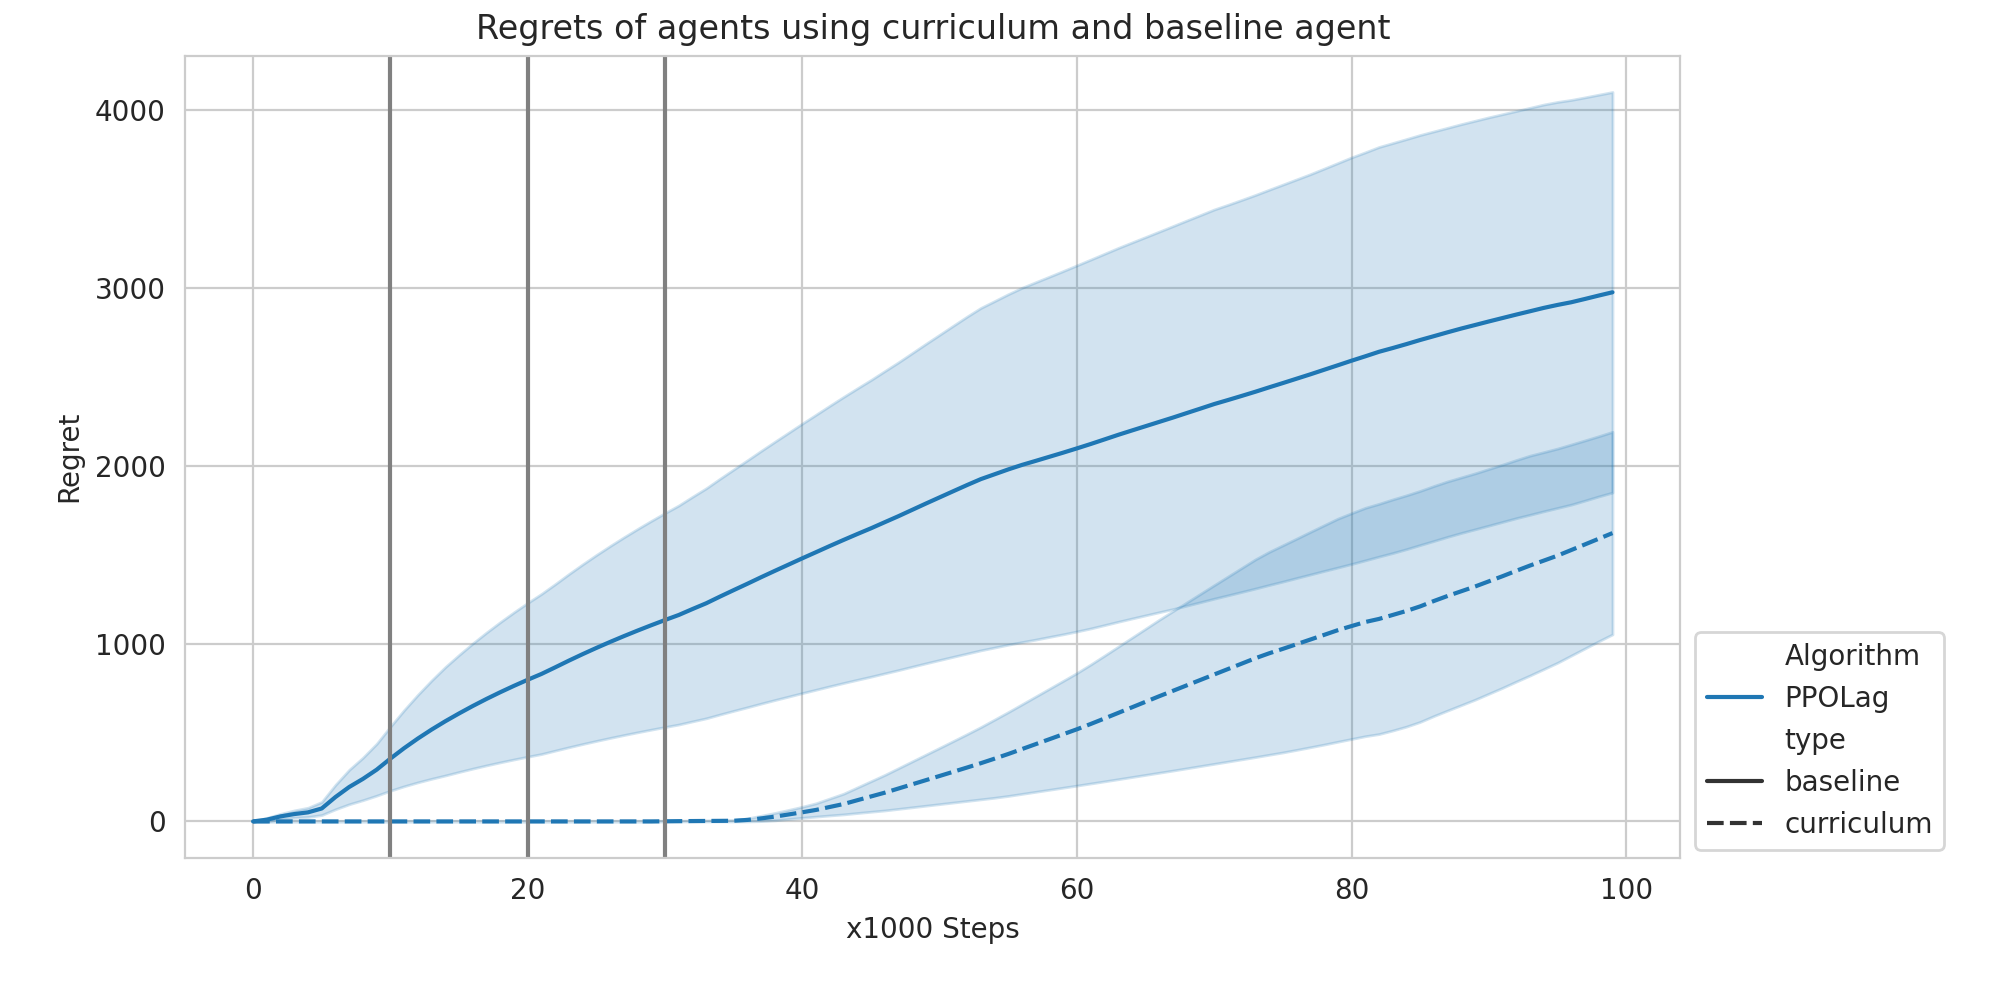 Regrets of agents using curriculum and baseline agent
4000
3000
2000
1000
0
Regret
0 20 40 60 80 100
x1000 Steps
Algorithm
PPOLag
type
baseline
curriculum